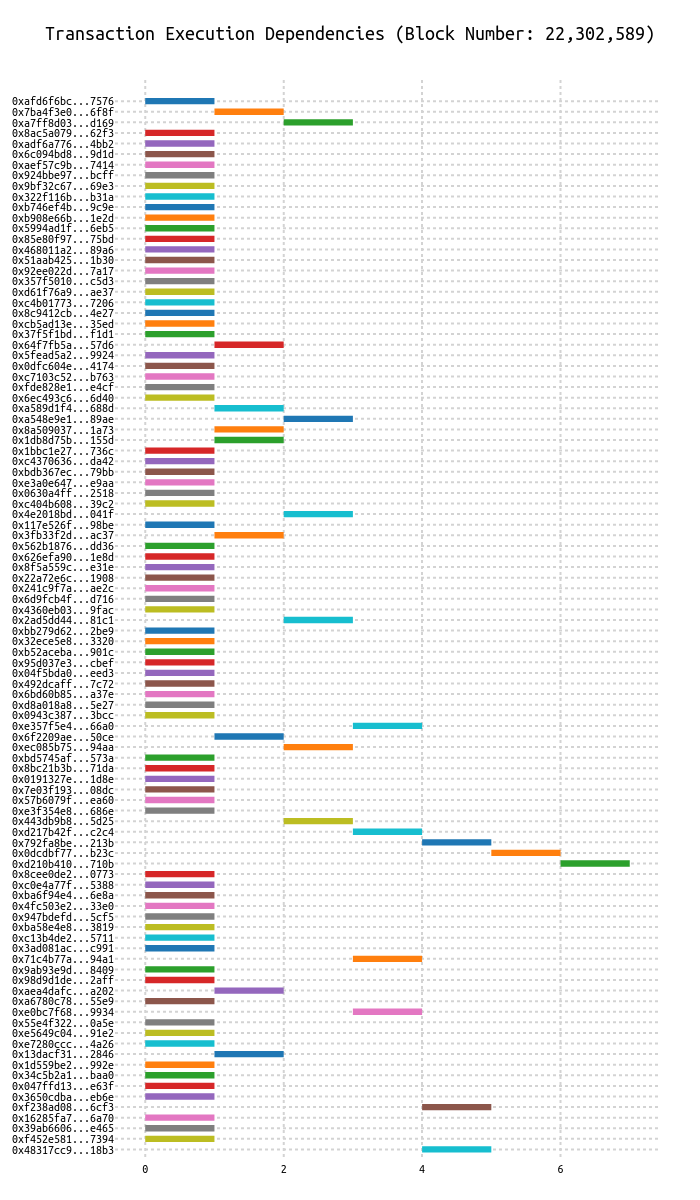 Transaction Execution Dependencies (Block Number: 22,302,589)
0xafd6f6bc...7576
0x7ba4f3e0...6f8f
0xa7ff8d03...d169
0x8ac5a079...62f3
0xadf6a776...4bb2
0x6c094bd8...9d1d
0xaef57c9b...7414
0x924bbe97...bcff
0x9bf32c67...69e3
0x322f116b...b31a
0xb746ef4b...9c9e
0xb908e66b...1e2d
0x5994ad1f...6eb5
0x85e80f97...75bd
0x468011a2...89a6
0x51aab425...1b30
0x92ee022d...7a17
0x357f5010...c5d3
0xd61f76a9...ae37
0xc4b01773...7206
0x8c9412cb...4e27
0xcb5ad13e...35ed
0x37f5f1bd...f1d1
0x64f7fb5a...57d6
0x5fead5a2...9924
0x0dfc604e...4174
0xc7103c52...b763
0xfde828e1...e4cf
0x6ec493c6...6d40
0xa589d1f4...688d
0xa548e9e1...89ae
0x8a509037...1a73
0x1db8d75b...155d
0x1bbc1e27...736c
0xc4370636...da42
0xbdb367ec...79bb
0xe3a0e647...e9aa
0x0630a4ff...2518
0xc404b608...39c2
0x4e2018bd...041f
0x117e526f...98be
0x3fb33f2d...ac37
0x562b1876...dd36
0x626efa90...1e8d
0x8f5a559c...e31e
0x22a72e6c...1908
0x241c9f7a...ae2c
0x6d9fcb4f...d716
0x4360eb03...9fac
0x2ad5dd44...81c1
0xbb279d62...2be9
0x32ece5e8...3320
0xb52aceba...901c
0x95d037e3...cbef
0x04f5bda0...eed3
0x492dcaff...7c72
0x6bd60b85...a37e
0xd8a018a8...5e27
0x0943c387...3bcc
0xe357f5e4...66a0
0x6f2209ae...50ce
0xec085b75...94aa
0xbd5745af...573a
0x8bc21b3b...71da
0x0191327e...1d8e
0x7e03f193...08dc
0x57b6079f...ea60
0xe3f354e8...686e
0x443db9b8...5d25
0xd217b42f...c2c4
0x792fa8be...213b
0x0dcdbf77...b23c
0xd210b410...710b
0x8cee0de2...0773
0xc0e4a77f...5388
0xba6f94e4...6e8a
0x4fc503e2...33e0
0x947bdefd...5cf5
0xba58e4e8...3819
0xc13b4de2...5711
0x3ad081ac...c991
0x71c4b77a...94a1
0x9ab93e9d...8409
0x98d9d1de...2aff
0xaea4dafc...a202
0xa6780c78...55e9
0xe0bc7f68...9934
0x55e4f322...0a5e
0xe5649c04...91e2
0xe7280ccc...4a26
0x13dacf31...2846
0x1d559be2...992e
0x34c5b2a1...baa0
0x047ffd13...e63f
0x3650cdba...eb6e
0xf238ad08...6cf3
0x16285fa7...6a70
0x39ab6606...e465
0xf452e581...7394
0x48317cc9...18b3
0 2 4 6